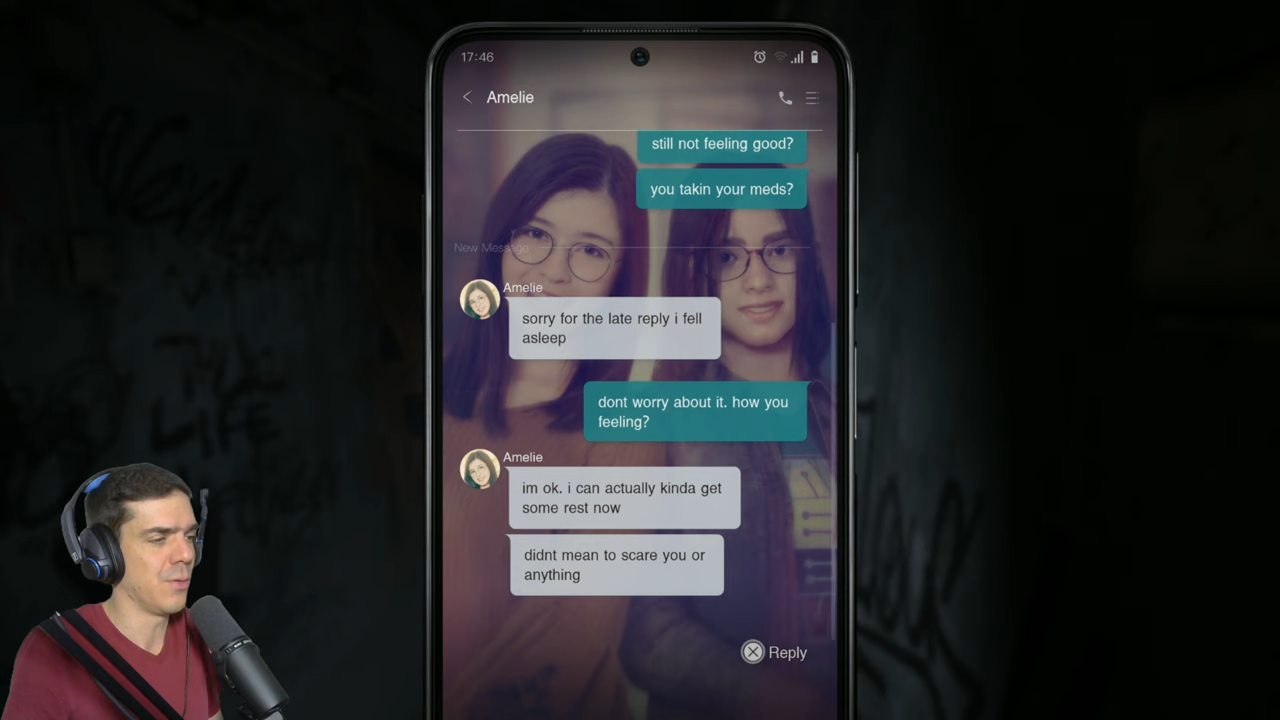 17:46
Amelie
still not feeling good?
you takin your meds?
New Message
Amelie
sorry for the late reply i fell
asleep
dont worry about it. how you
feeling?
Amelie
im ok. i can actually kinda get
some rest now
didnt mean to scare you or
anything
Reply
LIFE